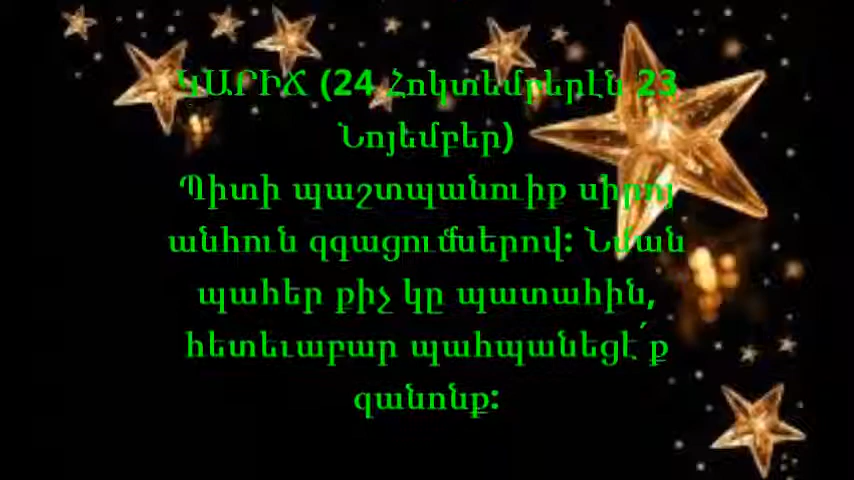 ԿԱՐԻՃ (24 Հոկտեմբերէն 23
Նոյեմբեր)
Պիտի պաշտպանուիք սիրոյ
անհուն զգացումներով: Նման
պահեր քիչ կը պատահին,
հետեւաբար պահպանեցէ՛ք
զանոնք: